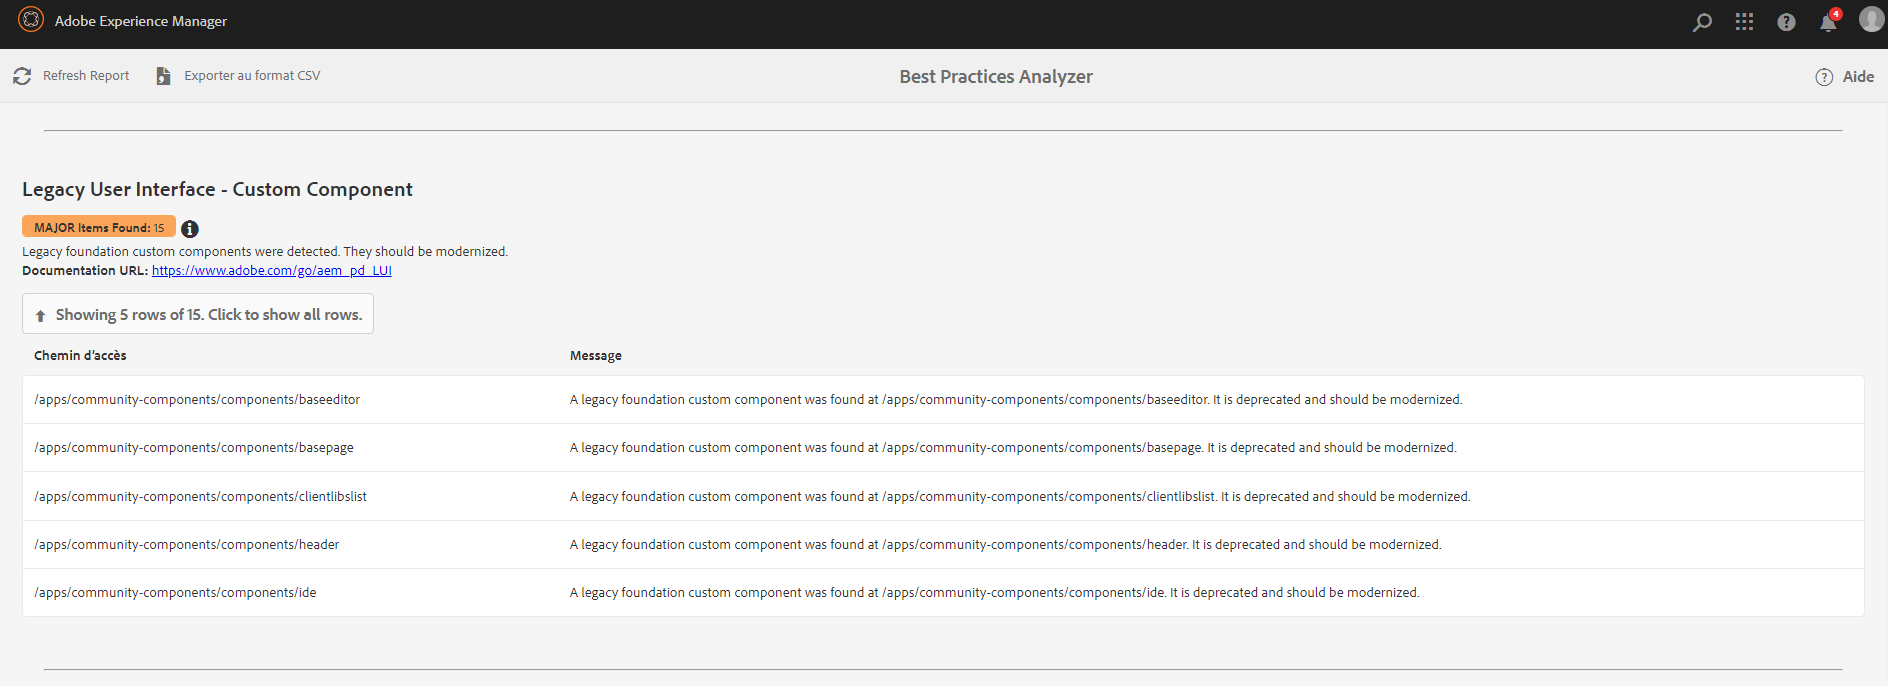 Adobe Experience Manager
4
Refresh Report
Exporter au format CSV
Best Practices Analyzer
Aide
Legacy User Interface - Custom Component
MAJOR Items Found: 15
Legacy foundation custom components were detected. They should be modernized.
Documentation URL: https://www.adobe.com/go/aem_pd_LUI
Showing 5 rows of 15. Click to show all rows.
Chemin d’accès Message
/apps/community-components/components/baseeditor A legacy foundation custom component was found at /apps/community-components/components/baseeditor. It is deprecated and should be modernized.
/apps/community-components/components/basepage A legacy foundation custom component was found at /apps/community-components/components/basepage. It is deprecated and should be modernized.
/apps/community-components/components/clientlibslist A legacy foundation custom component was found at /apps/community-components/components/clientlibslist. It is deprecated and should be modernized.
/apps/community-components/components/header A legacy foundation custom component was found at /apps/community-components/components/header. It is deprecated and should be modernized.
/apps/community-components/components/ide A legacy foundation custom component was found at /apps/community-components/components/ide. It is deprecated and should be modernized.